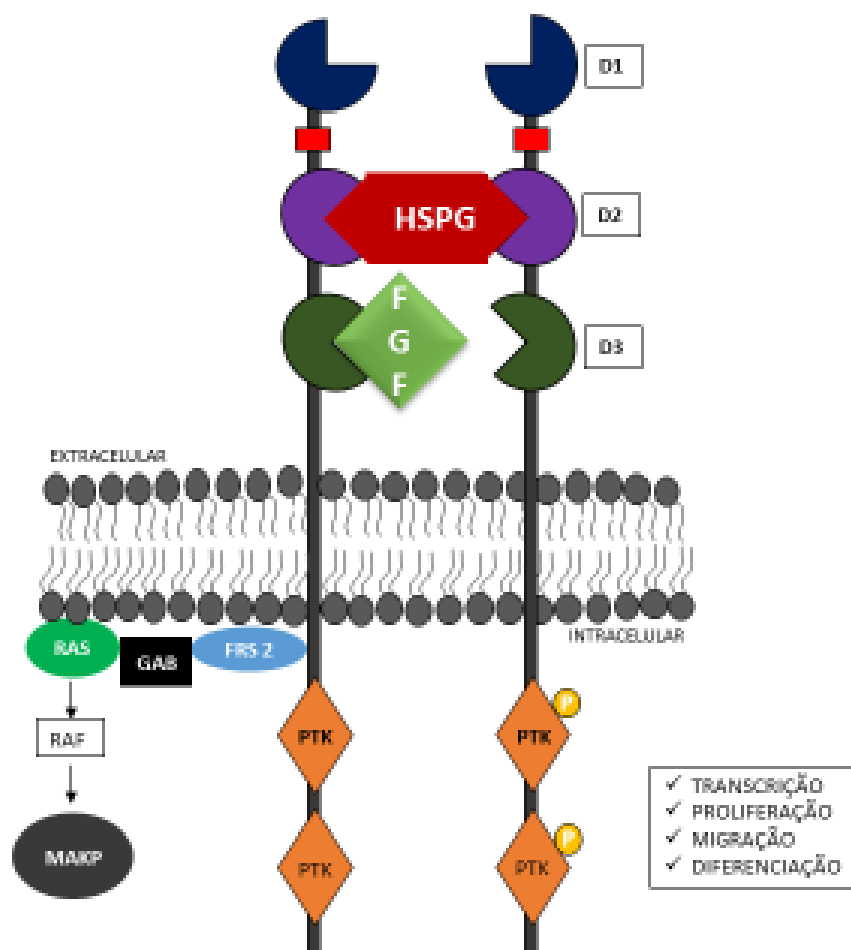 D1
HSPG
D2
F
G
F
D3
EXTRACELULAR
INTRACELULAR
RAS
GAB
FRS 2
RAF
MAKP
PTK
PTK
P
PTK
PTK
P
✓ TRANSCRIÇÃO
✓ PROLIFERAÇÃO
✓ MIGRAÇÃO
✓ DIFERENCIAÇÃO